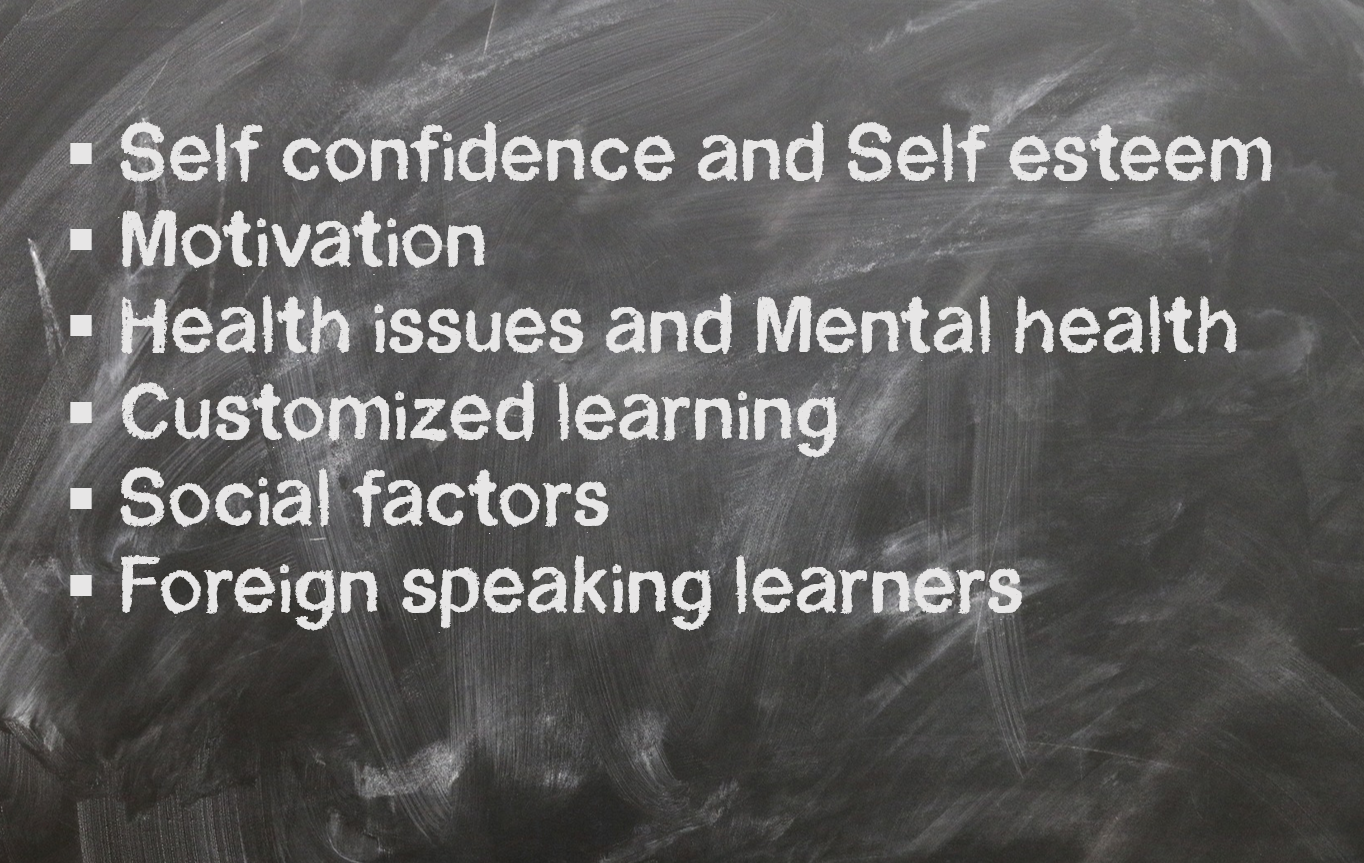 ▪ Self confidence and Self esteem
▪ Motivation
▪ Health issues and Mental health
▪ Customized learning
▪ Social factors
▪ Foreign speaking learners